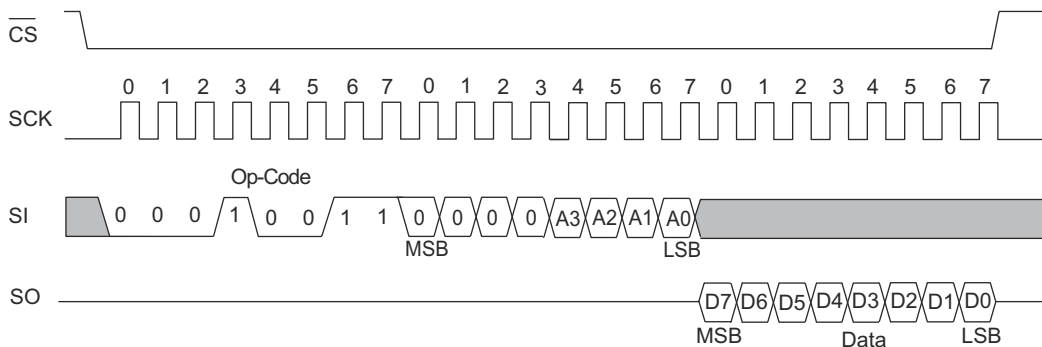 CS
0 1 2 3 4 5 6 7 0 1 2 3 4 5 6 7 0 1 2 3 4 5 6 7
SCK
Op-Code
SI 0 0 0 1 0 0 1 1 0 0 0 0 A3 A2 A1 A0
MSB LSB
SO D7 D6 D5 D4 D3 D2 D1 D0
MSB Data LSB